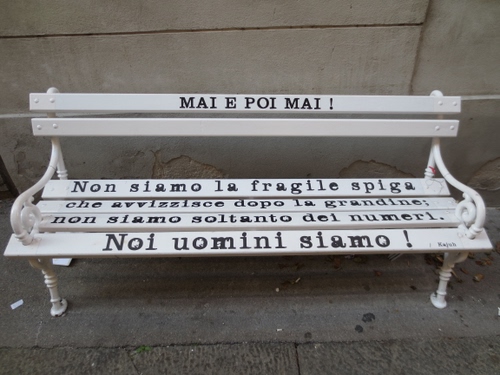 MAI E POI MAI !
Non siamo la fragile spiga
che avvizzisce dopo la grandine;
non siamo soltanto dei numeri.
Noi uomini siamo !
Kajuh